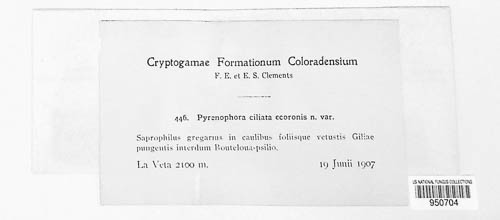 Cryptogamae Formationum Coloradensium
F. E. et E. S. Clements
446. Pyrenophora ciliata ecoronis n. var.
Saprophilus gregarius in caulibus foliisque vetustis Giliae
pungentis interdum Bouteloua-psilio.
La Veta 2100 m. 19 Junii 1907
US NATIONAL FUNGUS COLLECTIONS
950704